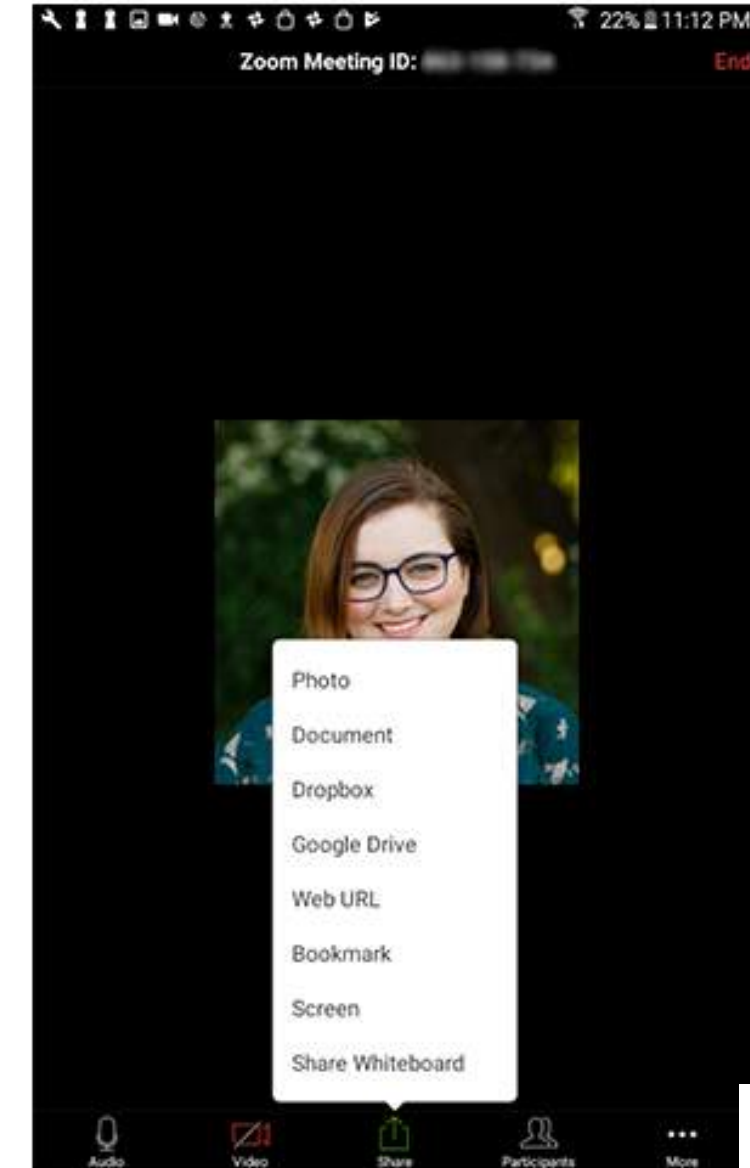 22% 11:12 PM
Zoom Meeting ID:
End
Photo
Document
Dropbox
Google Drive
Web URL
Bookmark
Screen
Share Whiteboard
Audio
Video
Share
Participants
More